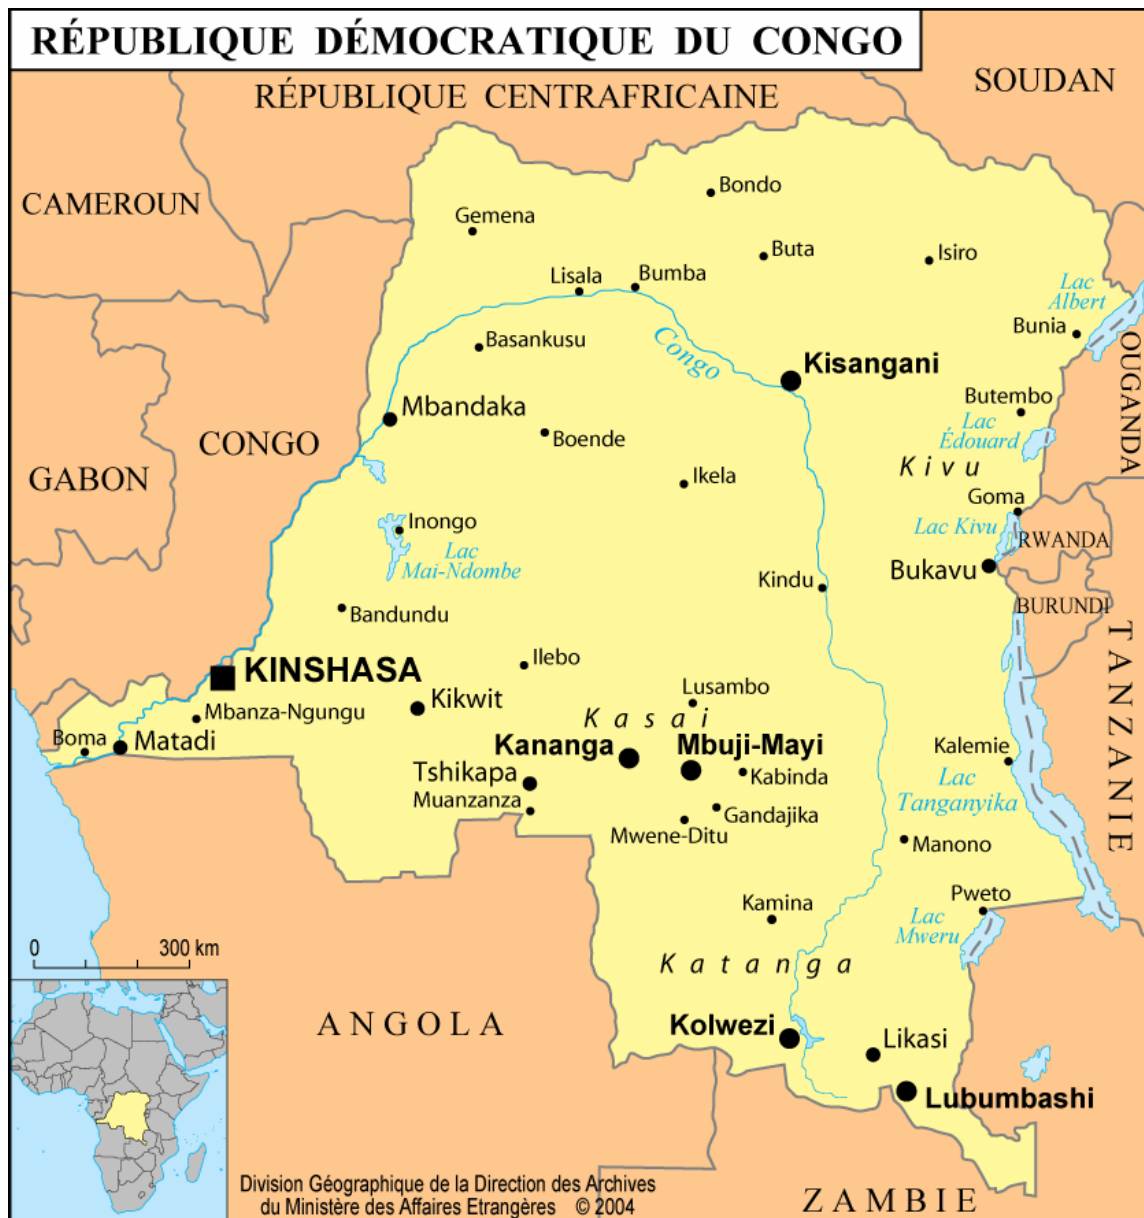 RÉPUBLIQUE DÉMOCRATIQUE DU CONGO
SOUDAN
RÉPUBLIQUE CENTRAFRICAINE
CAMEROUN
Bondo
Gemena
Buta
Isiro
Lisala
Bumba
Lac
Albert
Bunia
Basankusu
Congo
Kisangani
OUGANDA
Butembo
Mbandaka
Lac
Édouard
CONGO
Boende
Kivu
GABON
Ikela
Goma
Inongo
Lac Kivu
RWANDA
Lac
Mai-Ndombe
Bukavu
Kindu
BURUNDI
Bandundu
TANZANIE
KINSHASA
Ilebo
Lusambo
Kikwit
Mbanza-Ngungu
Kasai
Boma
Matadi
Kananga
Mbuji-Mayi
Kalemie
Tshikapa
Kabinda
Lac
Tanganyika
Muanzanza
Gandajika
Mwene-Ditu
Manono
Pweto
Kamina
Lac
Mweru
0 300 km
Katanga
ANGOLA
Kolwezi
Likasi
Lubumbashi
Division Géographique de la Direction des Archives
du Ministère des Affaires Etrangères © 2004
ZAMBIE